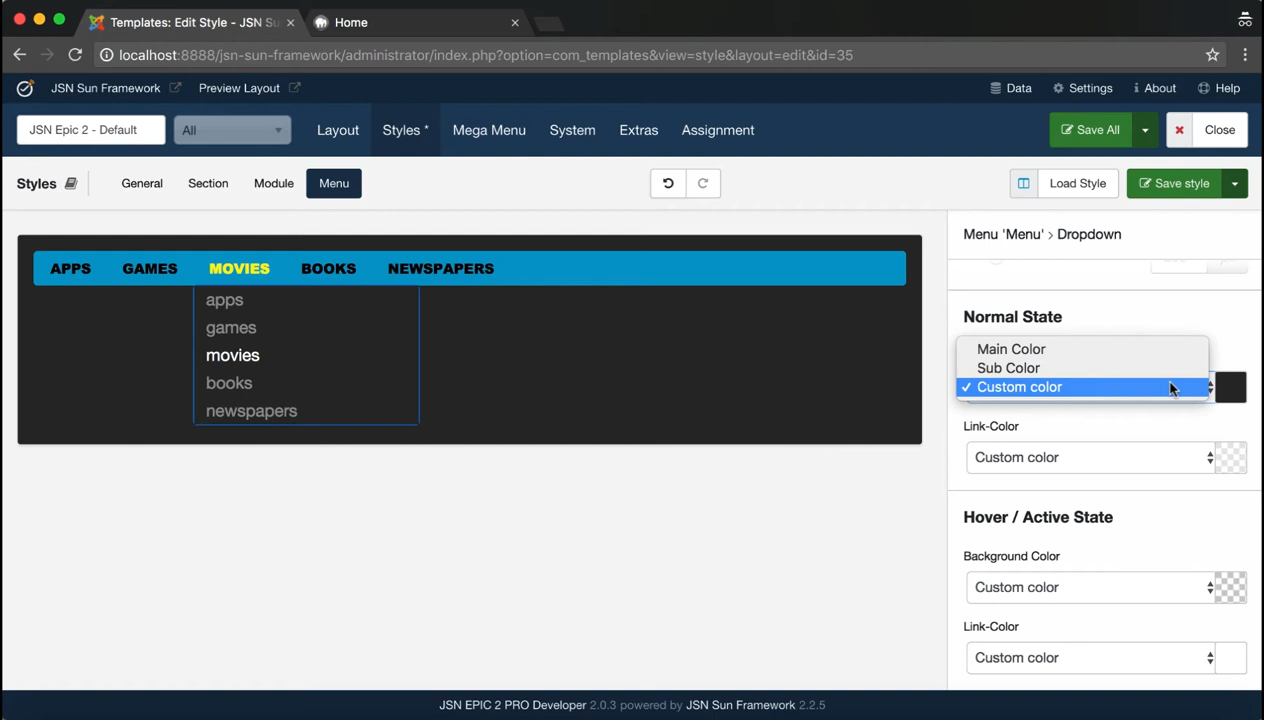 Templates: Edit Style - JSN Su
Home
localhost:8888/jsn-sun-framework/administrator/index.php?option=com_templates&view=style&layout=edit&id=35
JSN Sun Framework
Preview Layout
Data
Settings
About
Help
JSN Epic 2 - Default
All
Layout
Styles *
Mega Menu
System
Extras
Assignment
Save All
Close
Styles
General
Section
Module
Menu
Load Style
Save style
Menu 'Menu' > Dropdown
APPS
GAMES
MOVIES
BOOKS
NEWSPAPERS
apps
games
movies
books
newspapers
Normal State
Main Color
Sub Color
✓ Custom color
Link-Color
Custom color
Hover / Active State
Background Color
Custom color
Link-Color
Custom color
JSN EPIC 2 PRO Developer 2.0.3 powered by JSN Sun Framework 2.2.5